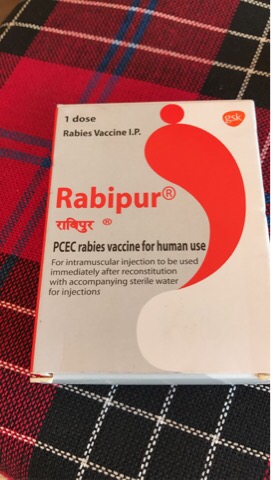 1 dose
gsk
Rabies Vaccine I.P.
Rabipur®
राबिपुर ®
PCEC rabies vaccine for human use
For intramuscular injection to be used
immediately after reconstitution
with accompanying sterile water
for injections